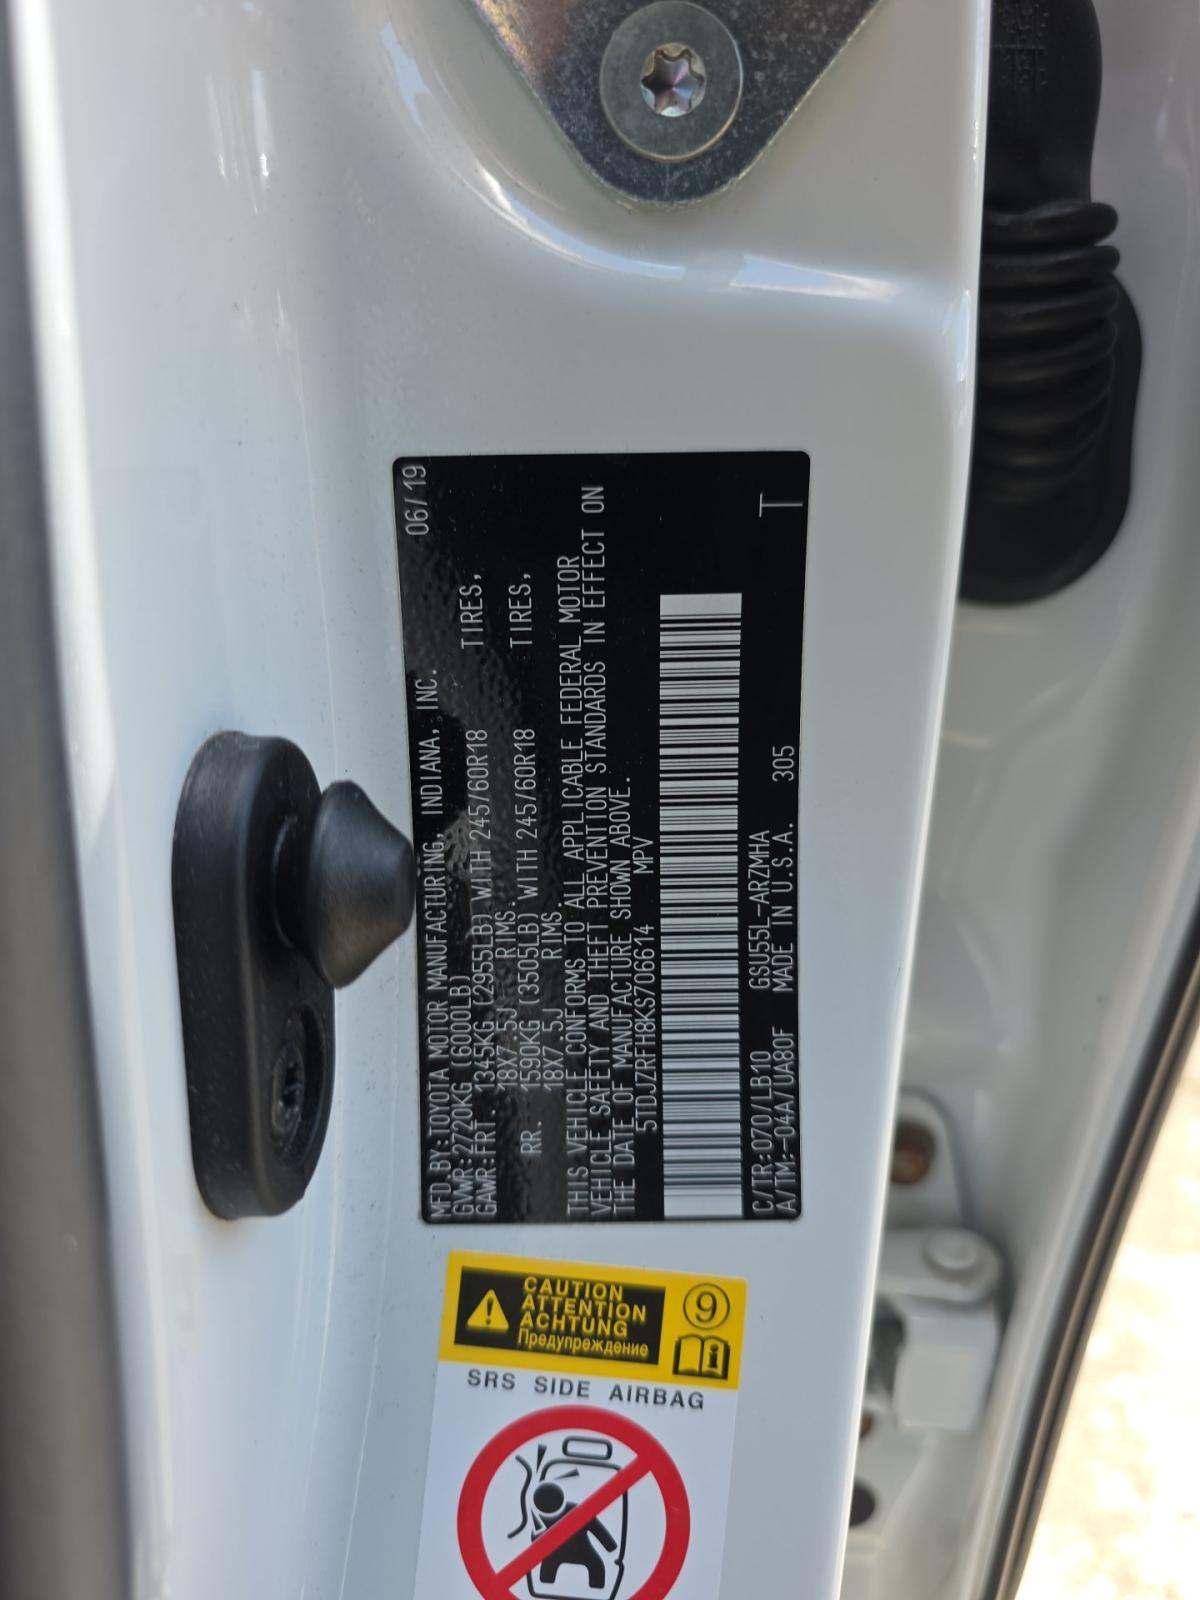 MFD.BY:TOYOTA MOTOR MANUFACTURING, INDIANA, INC. 06/19
GVWR:2720KG (6000LB)
GAWR:FRT. 1345KG (2955LB) WITH 245/60R18 TIRES,
18X7.5J RIMS.
RR. 1590KG (3505LB) WITH 245/60R18 TIRES,
18X7.5J RIMS.
THIS VEHICLE CONFORMS TO ALL APPLICABLE FEDERAL MOTOR
VEHICLE SAFETY AND THEFT PREVENTION STANDARDS IN EFFECT ON
THE DATE OF MANUFACTURE SHOWN ABOVE.
5TDJZRFH8KS706614 MPV
C/TR:070/LB10 GSU55L-ARZMHA
A/TM:-04A/UA80F MADE IN U.S.A. 305 T
CAUTION
ATTENTION
ACHTUNG
Предупреждение
9
SRS SIDE AIRBAG